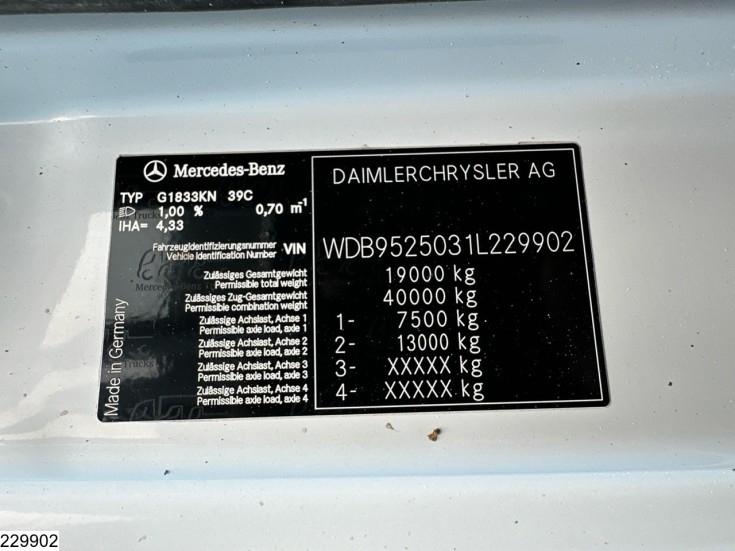 Mercedes-Benz
TYP G1833KN 39C
1,00 % 0,70 m⁻¹
IHA= 4,33
Fahrzeugidentifizierungsnummer
Vehicle Identification Number VIN
Zulässiges Gesamtgewicht
Permissible total weight
Zulässiges Zug-Gesamtgewicht
Permissible combination weight
Zulässige Achslast, Achse 1
Permissible axle load, axle 1
Zulässige Achslast, Achse 2
Permissible axle load, axle 2
Zulässige Achslast, Achse 3
Permissible axle load, axle 3
Zulässige Achslast, Achse 4
Permissible axle load, axle 4
Made in Germany
DAIMLERCHRYSLER AG
WDB9525031L229902
19000 kg
40000 kg
1- 7500 kg
2- 13000 kg
3- XXXXX kg
4- XXXXX kg
229902